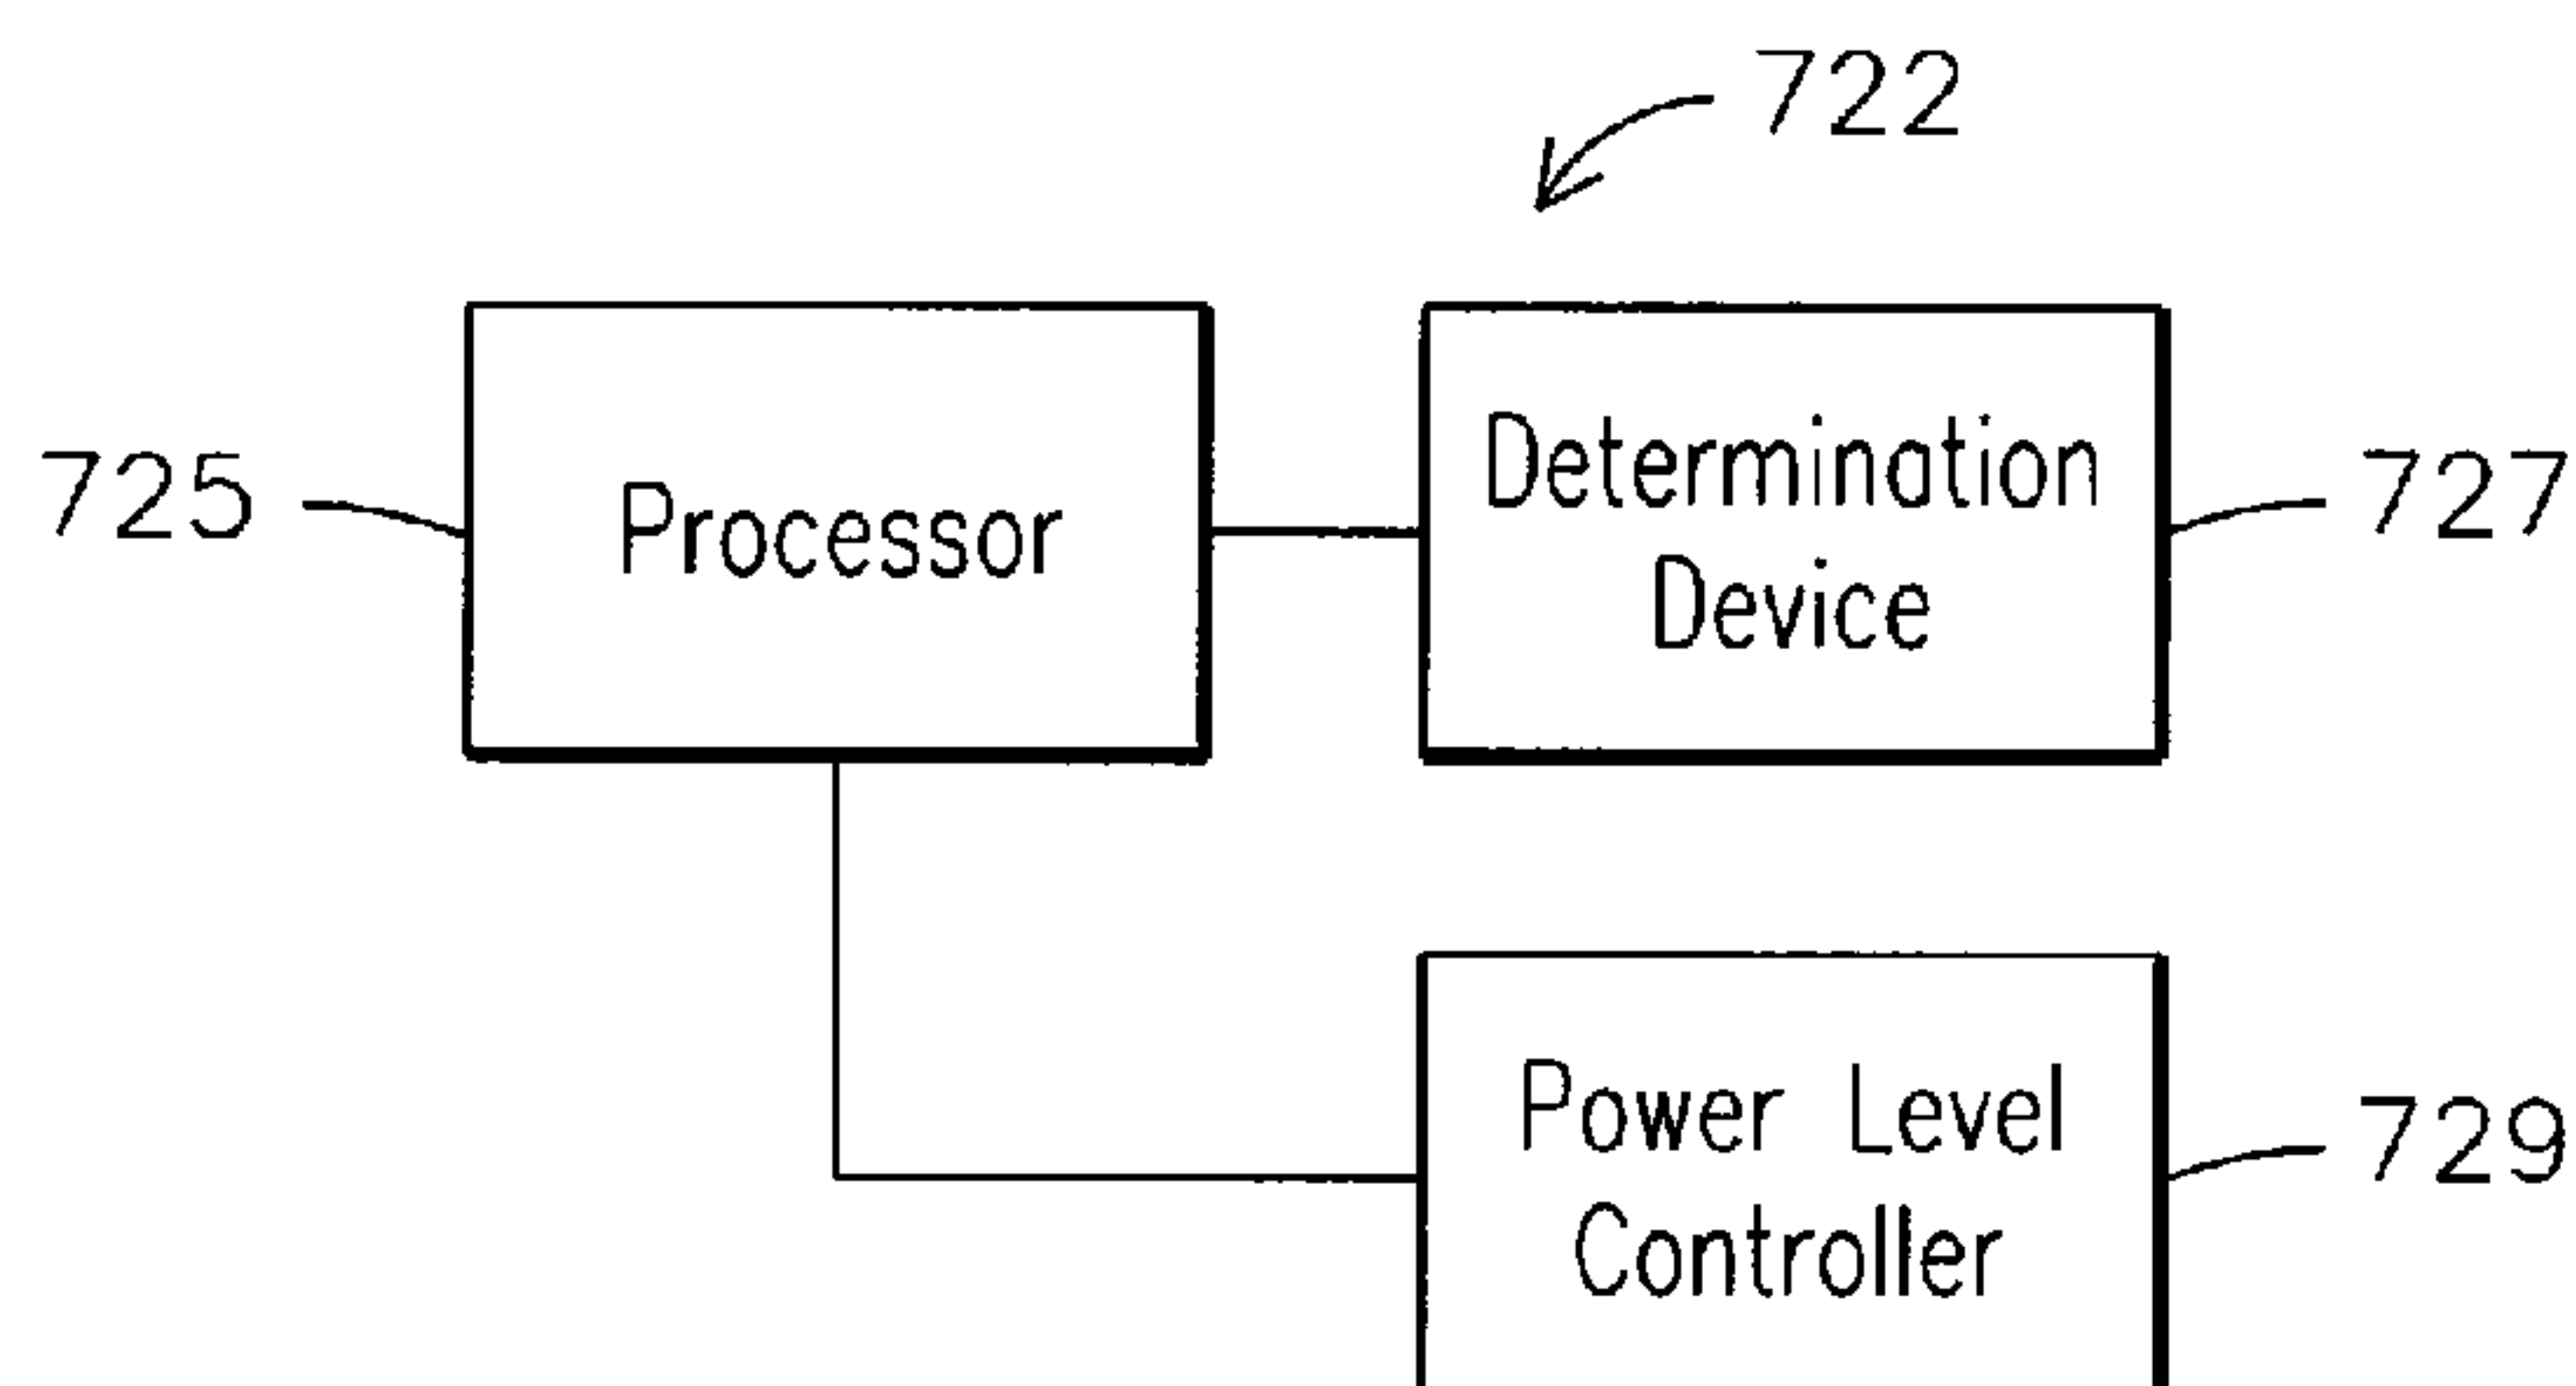 722
725
Processor
Determination
Device
727
Power Level
Controller
729